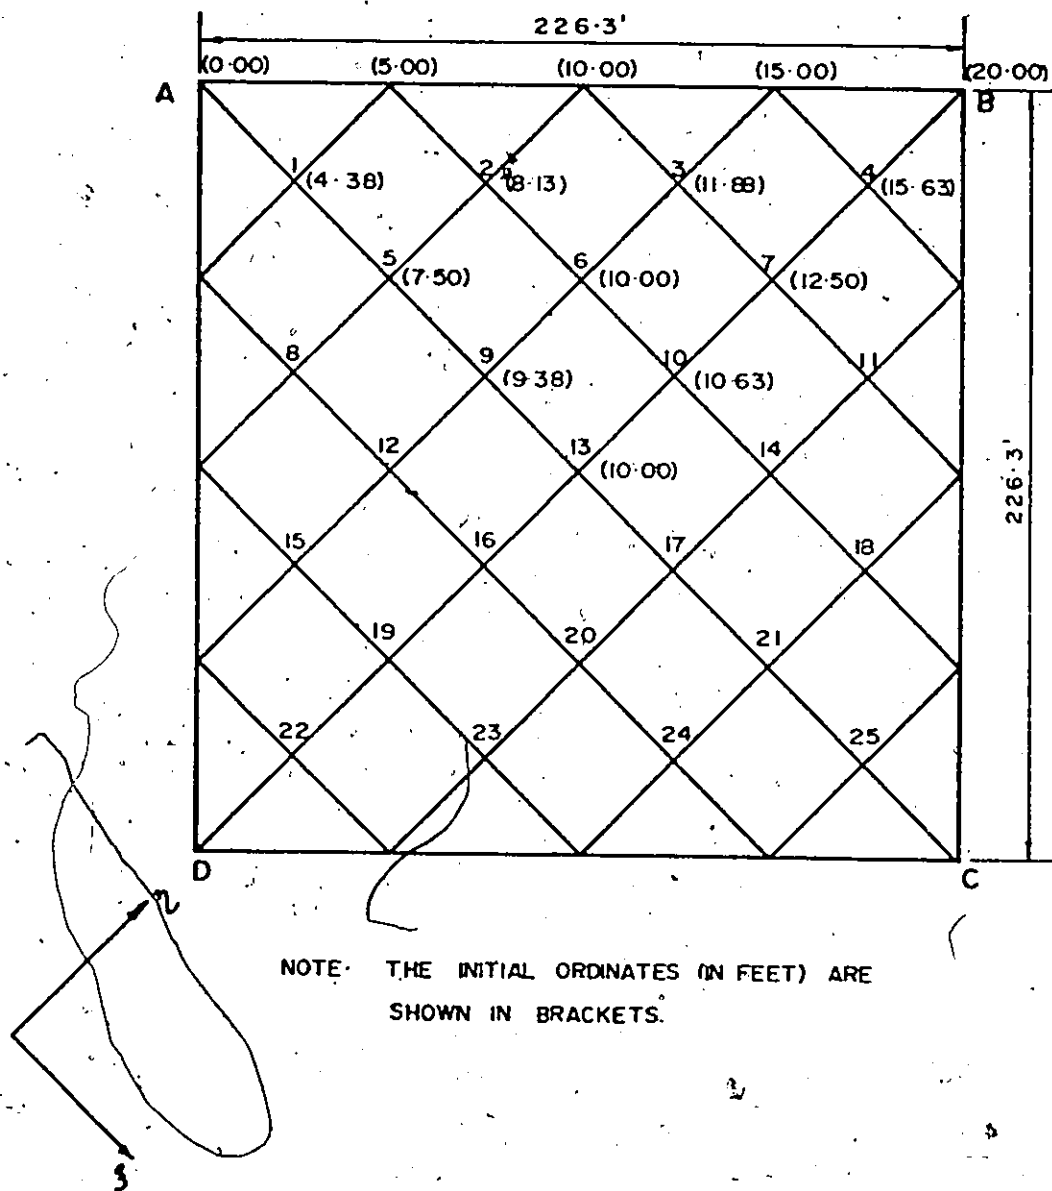 226·3'
(0·00) (5·00) (10·00) (15·00) (20·00)
A B
1 (4·38) 2 (8·13) 3 (11·88) 4 (15·63)
5 (7·50) 6 (10·00) 7 (12·50)
8 9 (9·38) 10 (10·63) 11
12 13 (10·00) 14
226·3'
15 16 17 18
19 20 21
22 23 24 25
D C
η
NOTE· THE INITIAL ORDINATES (IN FEET) ARE
SHOWN IN BRACKETS.
ξ